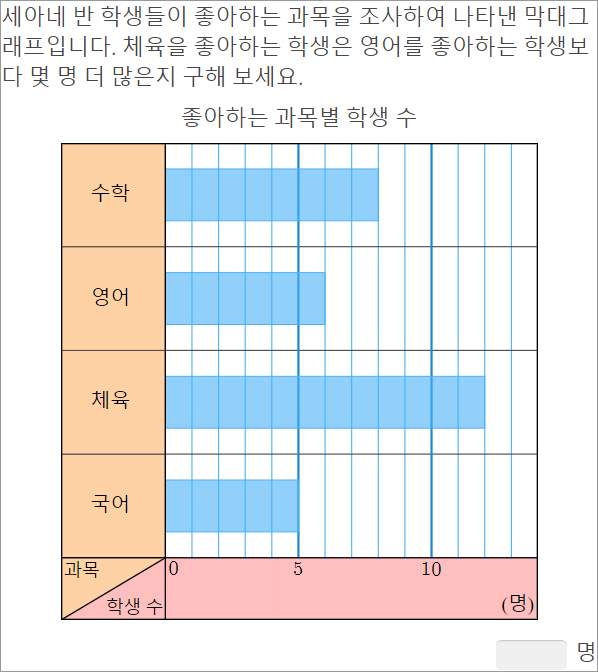 세아네 반 학생들이 좋아하는 과목을 조사하여 나타낸 막대그
래프입니다. 체육을 좋아하는 학생은 영어를 좋아하는 학생보
다 몇 명 더 많은지 구해 보세요.
좋아하는 과목별 학생 수
수학
영어
체육
국어
과목
학생 수
0 5 10
(명)
명